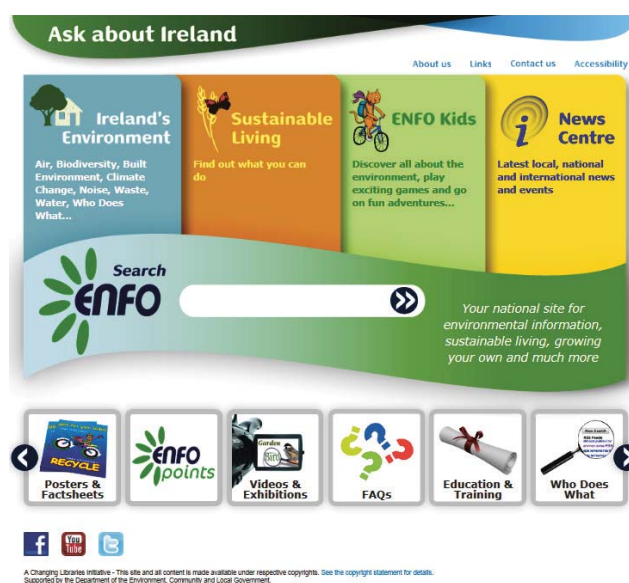 Ask about Ireland
About us Links Contact us Accessibility
Ireland's
Environment
Air, Biodiversity, Built
Environment, Climate
Change, Noise, Waste,
Water, Who Does
What...
Sustainable
Living
Find out what you can
do
ENFO Kids
Discover all about the
environment, play
exciting games and go
on fun adventures...
News
Centre
Latest local, national
and international news
and events
Search
ENFO
Your national site for
environmental information,
sustainable living, growing
your own and much more
RECYCLE
Posters &
Factsheets
ENFO
points
Garden
Bird
Videos &
Exhibitions
FAQs
Education &
Training
Who Does
What
f
You
Tube
A Changing Libraries Initiative - This site and all content is made available under respective copyrights. See the copyright statement for details.
Supported by the Department of the Environment, Community and Local Government.